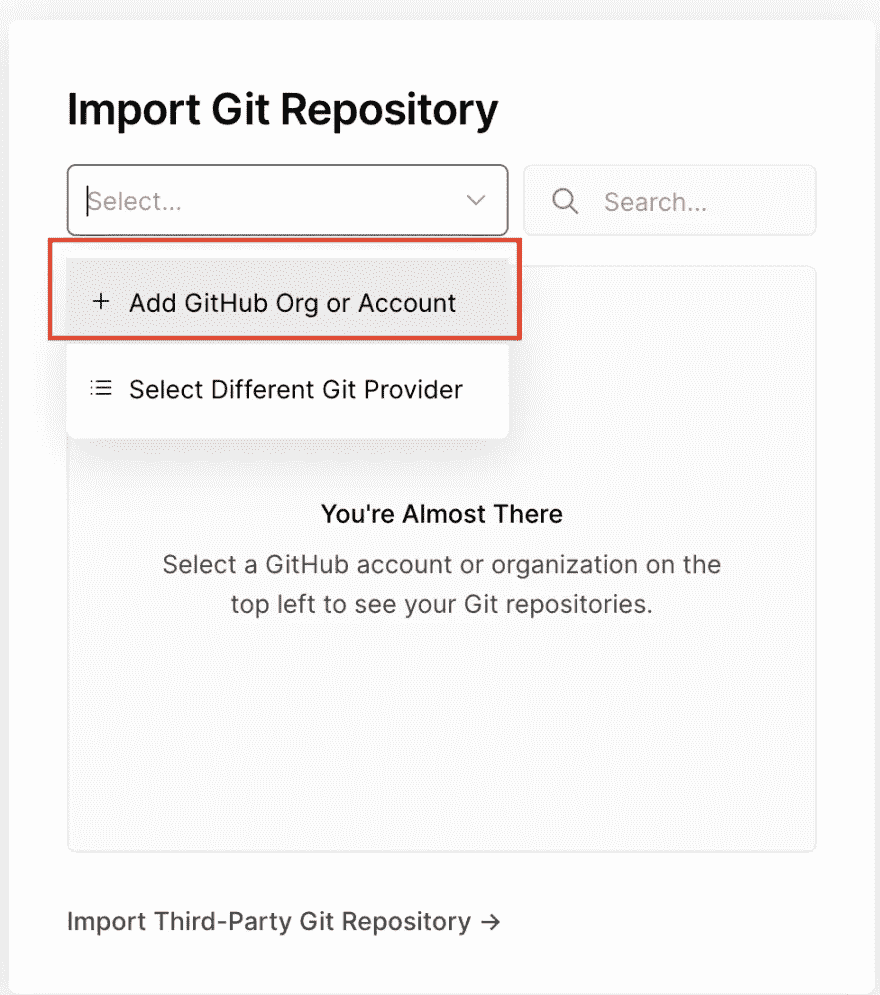 Import Git Repository
Select...
Search...
+ Add GitHub Org or Account
Select Different Git Provider
You're Almost There
Select a GitHub account or organization on the
top left to see your Git repositories.
Import Third-Party Git Repository →